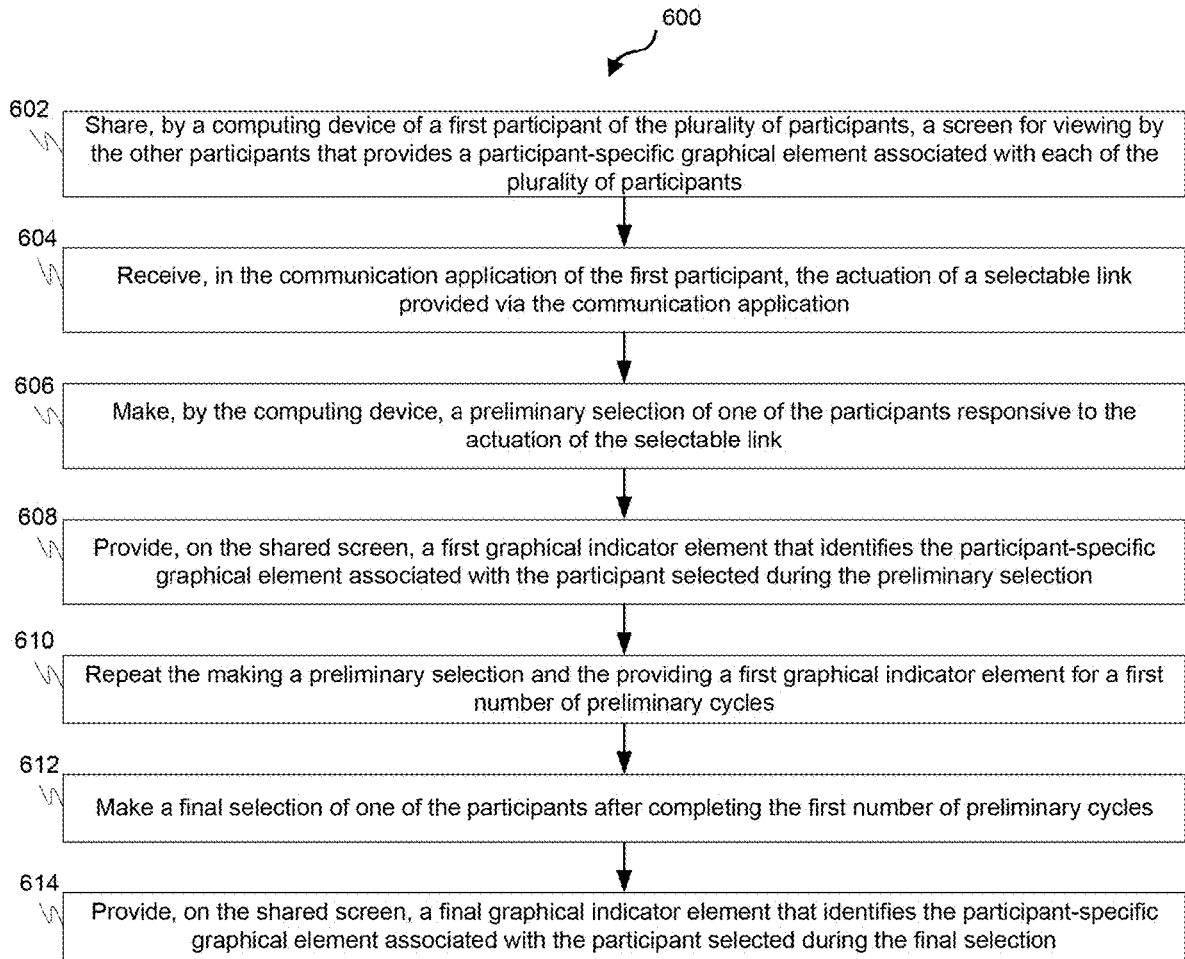 600
602
Share, by a computing device of a first participant of the plurality of participants, a screen for viewing by
the other participants that provides a participant-specific graphical element associated with each of the
plurality of participants
604
Receive, in the communication application of the first participant, the actuation of a selectable link
provided via the communication application
606
Make, by the computing device, a preliminary selection of one of the participants responsive to the
actuation of the selectable link
608
Provide, on the shared screen, a first graphical indicator element that identifies the participant-specific
graphical element associated with the participant selected during the preliminary selection
610
Repeat the making a preliminary selection and the providing a first graphical indicator element for a first
number of preliminary cycles
612
Make a final selection of one of the participants after completing the first number of preliminary cycles
614
Provide, on the shared screen, a final graphical indicator element that identifies the participant-specific
graphical element associated with the participant selected during the final selection